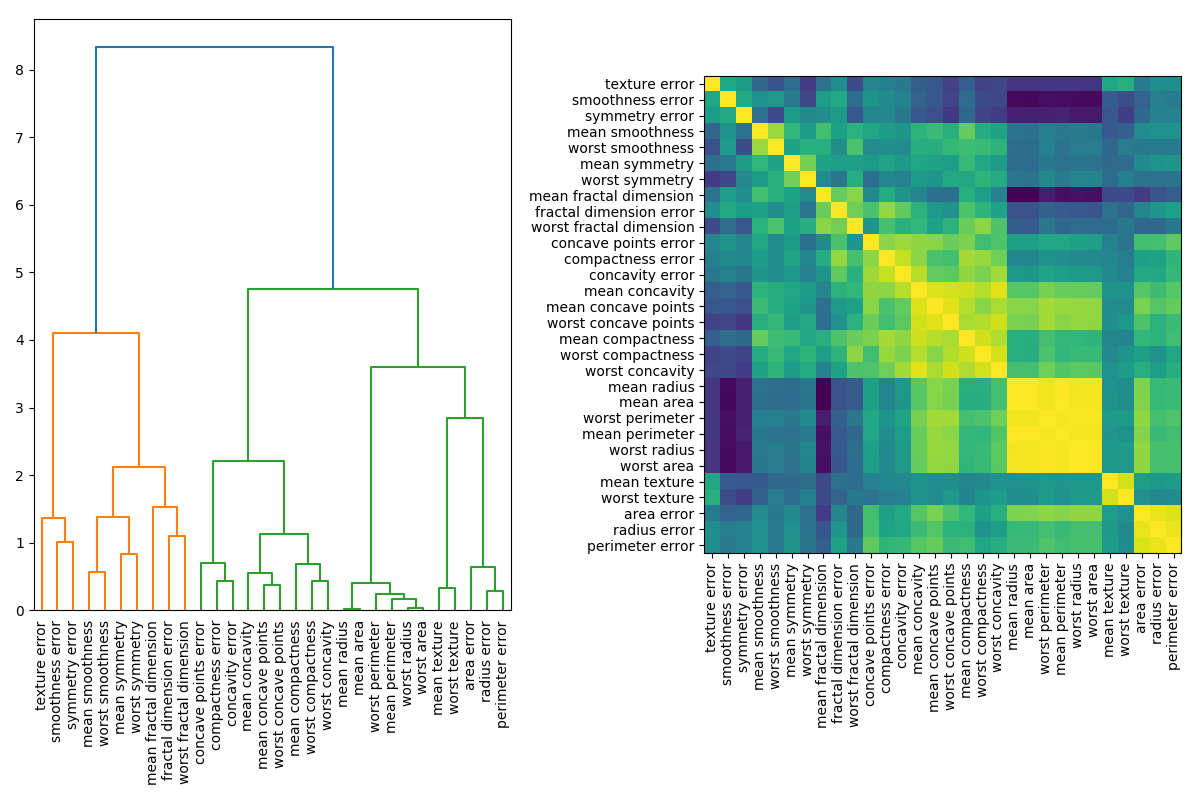 8
7
6
5
4
3
2
1
0
texture error
smoothness error
symmetry error
mean smoothness
worst smoothness
mean symmetry
worst symmetry
mean fractal dimension
fractal dimension error
worst fractal dimension
concave points error
compactness error
concavity error
mean concavity
mean concave points
worst concave points
mean compactness
worst compactness
worst concavity
mean radius
mean area
worst perimeter
mean perimeter
worst radius
worst area
mean texture
worst texture
area error
radius error
perimeter error
texture error
smoothness error
symmetry error
mean smoothness
worst smoothness
mean symmetry
worst symmetry
mean fractal dimension
fractal dimension error
worst fractal dimension
concave points error
compactness error
concavity error
mean concavity
mean concave points
worst concave points
mean compactness
worst compactness
worst concavity
mean radius
mean area
worst perimeter
mean perimeter
worst radius
worst area
mean texture
worst texture
area error
radius error
perimeter error
texture error
smoothness error
symmetry error
mean smoothness
worst smoothness
mean symmetry
worst symmetry
mean fractal dimension
fractal dimension error
worst fractal dimension
concave points error
compactness error
concavity error
mean concavity
mean concave points
worst concave points
mean compactness
worst compactness
worst concavity
mean radius
mean area
worst perimeter
mean perimeter
worst radius
worst area
mean texture
worst texture
area error
radius error
perimeter error